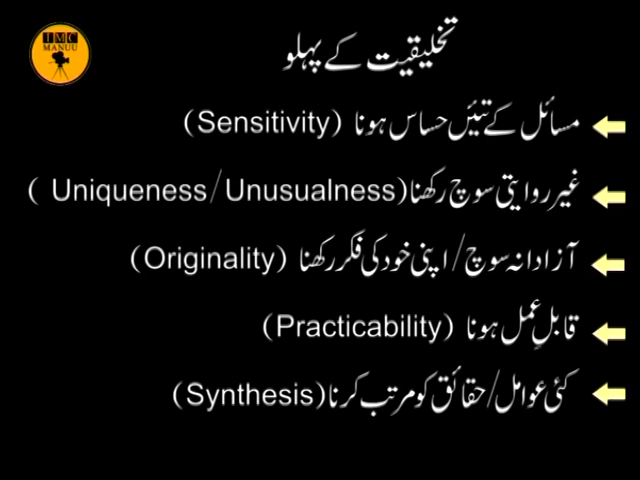 IMC
MANUU
تخلیقیت کے پہلو
مسائل کے تئیں حساس ہونا (Sensitivity)
غیر روایتی سوچ رکھنا (Uniqueness/Unusualness )
آزادانہ سوچ/اپنی خود کی فکر رکھنا (Originality)
قابلِ عمل ہونا (Practicability)
کئی عوامل/حقائق کو مرتب کرنا (Synthesis)